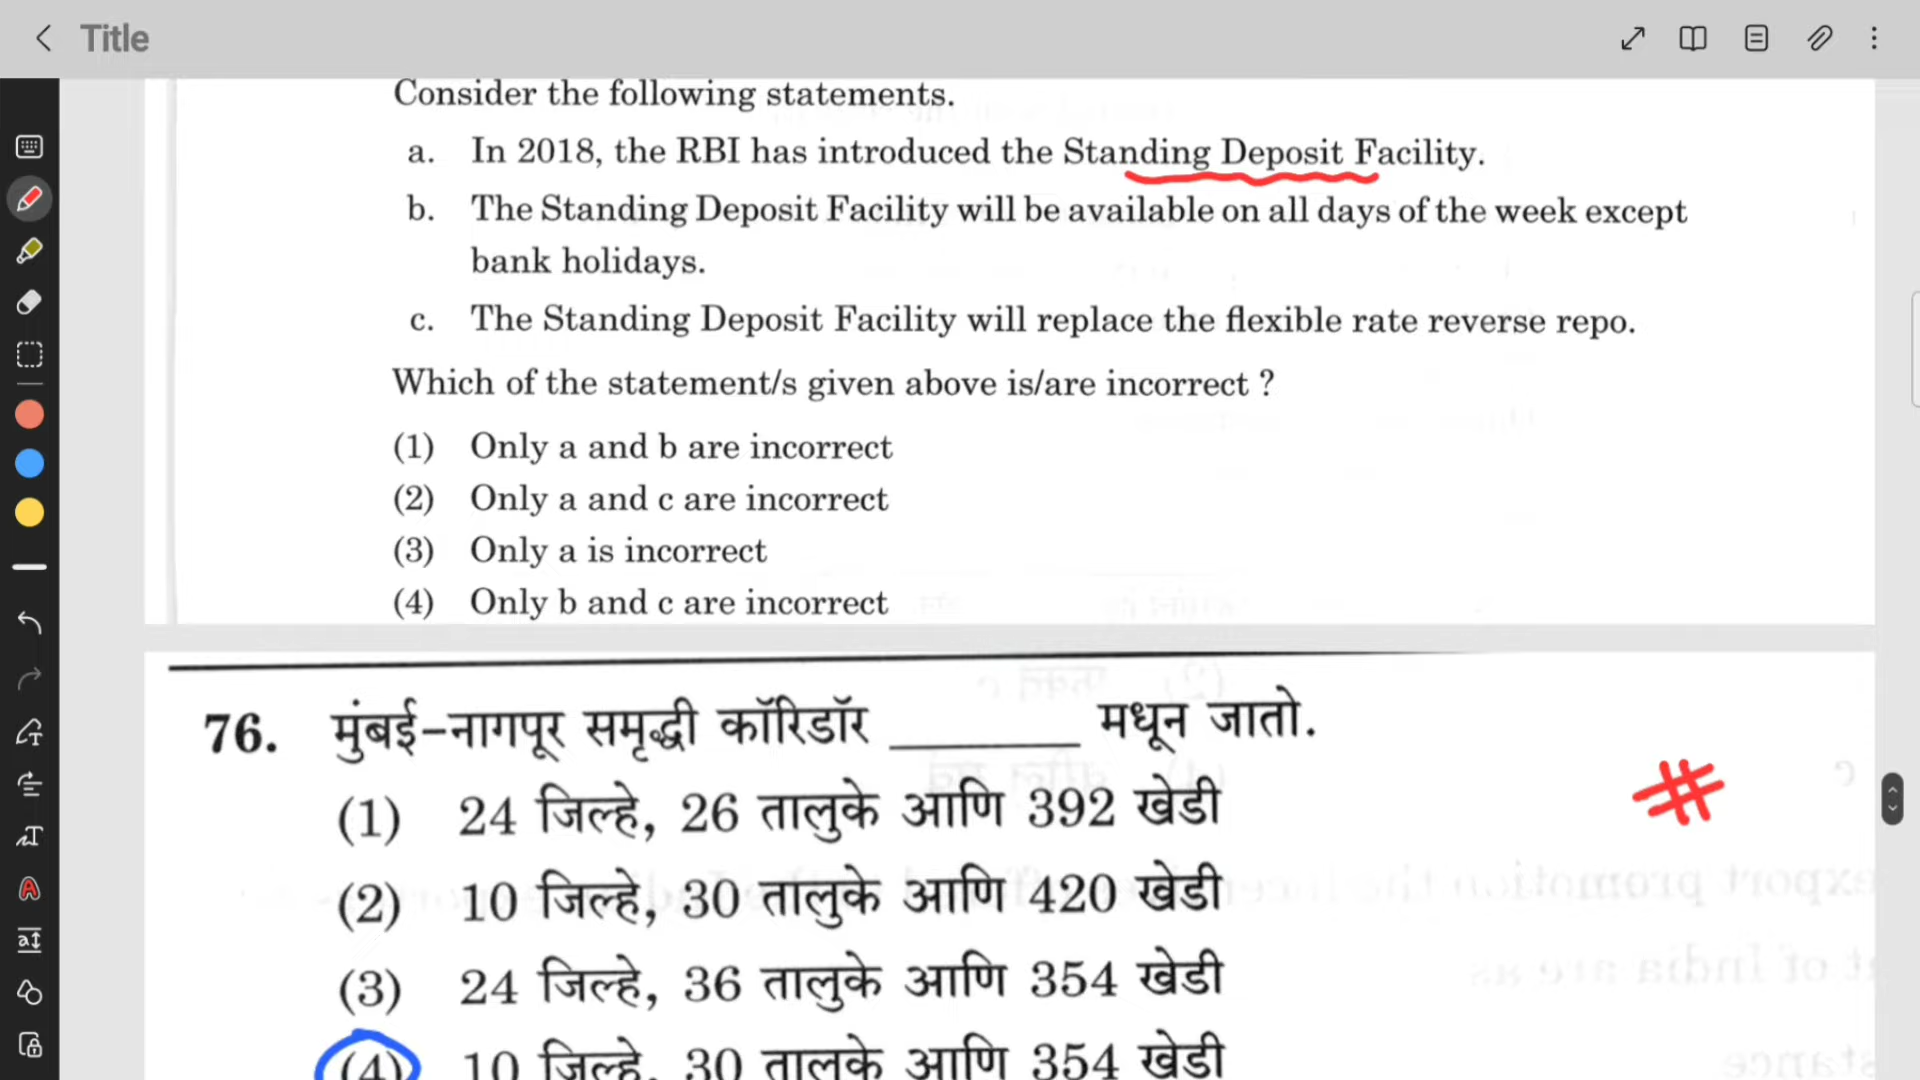 Title
Consider the following statements.
a. In 2018, the RBI has introduced the Standing Deposit Facility.
b. The Standing Deposit Facility will be available on all days of the week except
bank holidays.
c. The Standing Deposit Facility will replace the flexible rate reverse repo.
Which of the statement/s given above is/are incorrect ?
(1) Only a and b are incorrect
(2) Only a and c are incorrect
(3) Only a is incorrect
(4) Only b and c are incorrect
76. मुंबई-नागपूर समृद्धी कॉरिडॉर ________ मधून जातो.
(1) 24 जिल्हे, 26 तालुके आणि 392 खेडी
(2) 10 जिल्हे, 30 तालुके आणि 420 खेडी
(3) 24 जिल्हे, 36 तालुके आणि 354 खेडी
(4) 10 जिल्हे, 30 तालुके आणि 354 खेडी